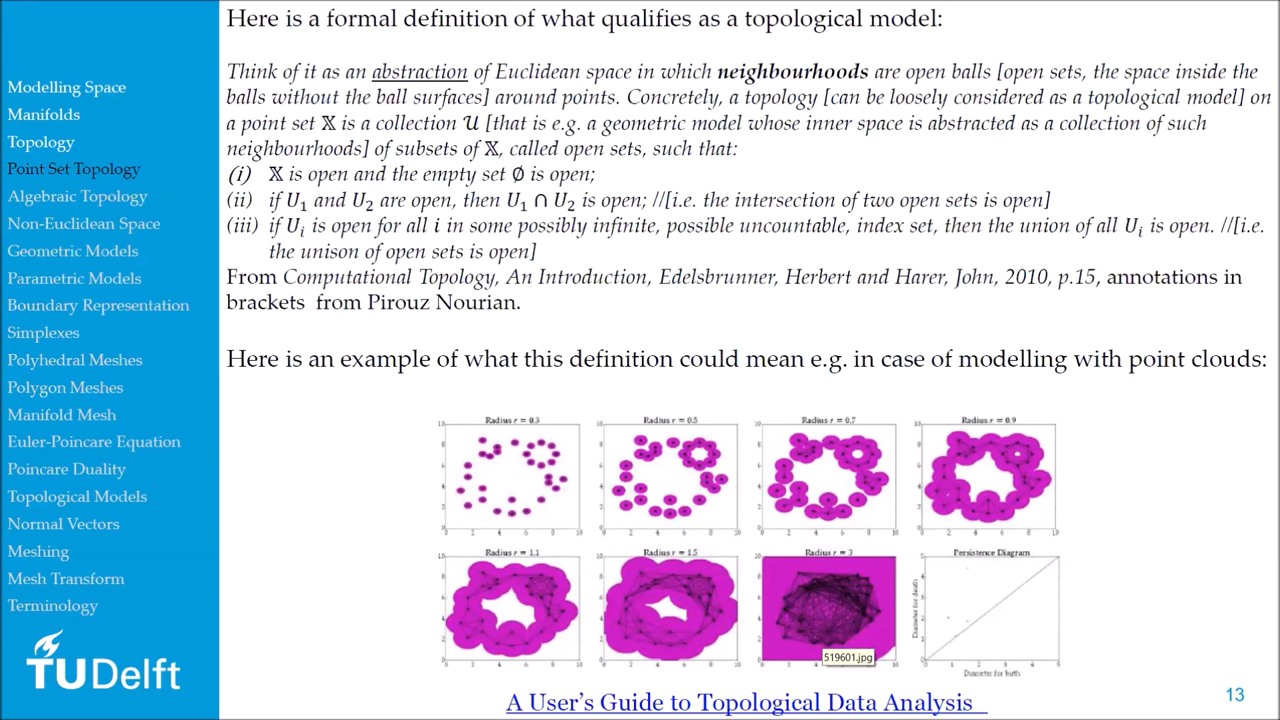 Here is a formal definition of what qualifies as a topological model:
Think of it as an abstraction of Euclidean space in which neighbourhoods are open balls [open sets, the space inside the
balls without the ball surfaces] around points. Concretely, a topology [can be loosely considered as a topological model] on
a point set 𝕏 is a collection 𝒰 [that is e.g. a geometric model whose inner space is abstracted as a collection of such
neighbourhoods] of subsets of 𝕏, called open sets, such that:
(i) 𝕏 is open and the empty set ∅ is open;
(ii) if U₁ and U₂ are open, then U₁ ∩ U₂ is open; //[i.e. the intersection of two open sets is open]
(iii) if Uᵢ is open for all i in some possibly infinite, possible uncountable, index set, then the union of all Uᵢ is open. //[i.e.
the unison of open sets is open]
From Computational Topology, An Introduction, Edelsbrunner, Herbert and Harer, John, 2010, p.15, annotations in
brackets from Pirouz Nourian.
Here is an example of what this definition could mean e.g. in case of modelling with point clouds:
Modelling Space
Manifolds
Topology
Point Set Topology
Algebraic Topology
Non-Euclidean Space
Geometric Models
Parametric Models
Boundary Representation
Simplexes
Polyhedral Meshes
Polygon Meshes
Manifold Mesh
Euler-Poincare Equation
Poincare Duality
Topological Models
Normal Vectors
Meshing
Mesh Transform
Terminology
TUDelft
Radius r = 0.3
Radius r = 0.5
Radius r = 0.7
Radius r = 0.9
Radius r = 1.1
Radius r = 1.5
Radius r = 3
Persistence Diagram
Diameter for death
Diameter for birth
519601.jpg
A User's Guide to Topological Data Analysis
13